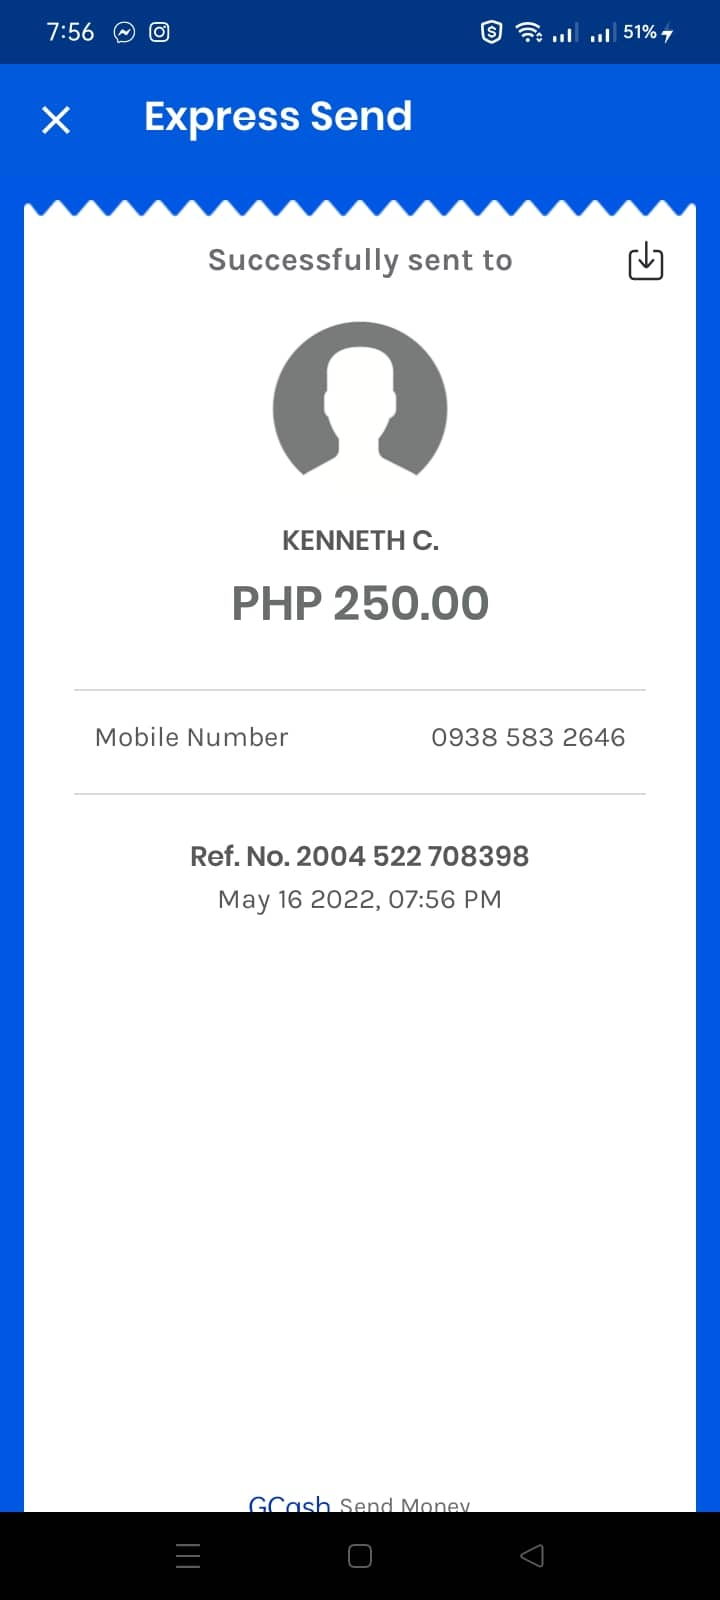 7:56 51%
Express Send
Successfully sent to
KENNETH C.
PHP 250.00
Mobile Number 0938 583 2646
Ref. No. 2004 522 708398
May 16 2022, 07:56 PM
GCash Send Money